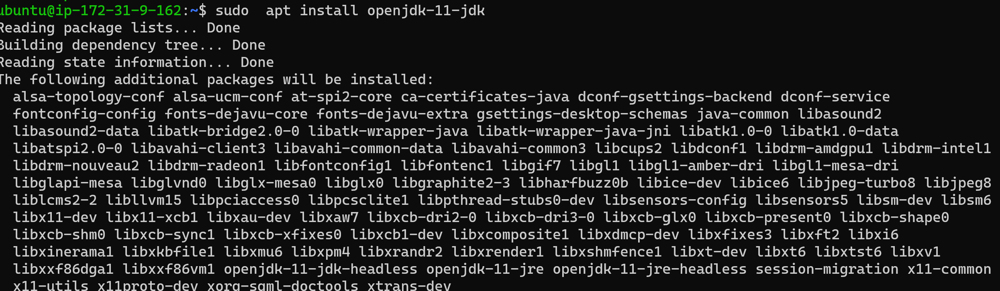 ubuntu@ip-172-31-9-162:~$ sudo  apt install openjdk-11-jdk
Reading package lists... Done
Building dependency tree... Done
Reading state information... Done
The following additional packages will be installed:
  alsa-topology-conf alsa-ucm-conf at-spi2-core ca-certificates-java dconf-gsettings-backend dconf-service
  fontconfig-config fonts-dejavu-core fonts-dejavu-extra gsettings-desktop-schemas java-common libasound2
  libasound2-data libatk-bridge2.0-0 libatk-wrapper-java libatk-wrapper-java-jni libatk1.0-0 libatk1.0-data
  libatspi2.0-0 libavahi-client3 libavahi-common-data libavahi-common3 libcups2 libdconf1 libdrm-amdgpu1 libdrm-intel1
  libdrm-nouveau2 libdrm-radeon1 libfontconfig1 libfontenc1 libgif7 libgl1 libgl1-amber-dri libgl1-mesa-dri
  libglapi-mesa libglvnd0 libglx-mesa0 libglx0 libgraphite2-3 libharfbuzz0b libice-dev libice6 libjpeg-turbo8 libjpeg8
  liblcms2-2 libllvm15 libpciaccess0 libpcsclite1 libpthread-stubs0-dev libsensors-config libsensors5 libsm-dev libsm6
  libx11-dev libx11-xcb1 libxau-dev libxaw7 libxcb-dri2-0 libxcb-dri3-0 libxcb-glx0 libxcb-present0 libxcb-shape0
  libxcb-shm0 libxcb-sync1 libxcb-xfixes0 libxcb1-dev libxcomposite1 libxdmcp-dev libxfixes3 libxft2 libxi6
  libxinerama1 libxkbfile1 libxmu6 libxpm4 libxrandr2 libxrender1 libxshmfence1 libxt-dev libxt6 libxtst6 libxv1
  libxxf86dga1 libxxf86vm1 openjdk-11-jdk-headless openjdk-11-jre openjdk-11-jre-headless session-migration x11-common
  x11-utils x11proto-dev xorg-sgml-doctools xtrans-dev